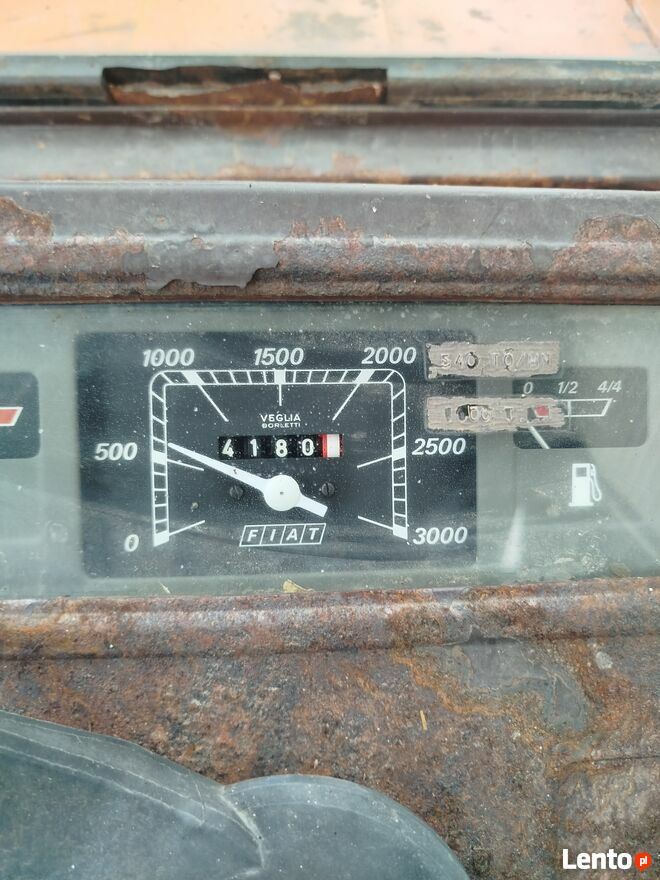 1000 1500 2000
540 TO/MN
0 1/2 4/4
VEGLIA
BORLETTI
500 4180 2500
FIAT
0 3000
Lento pl